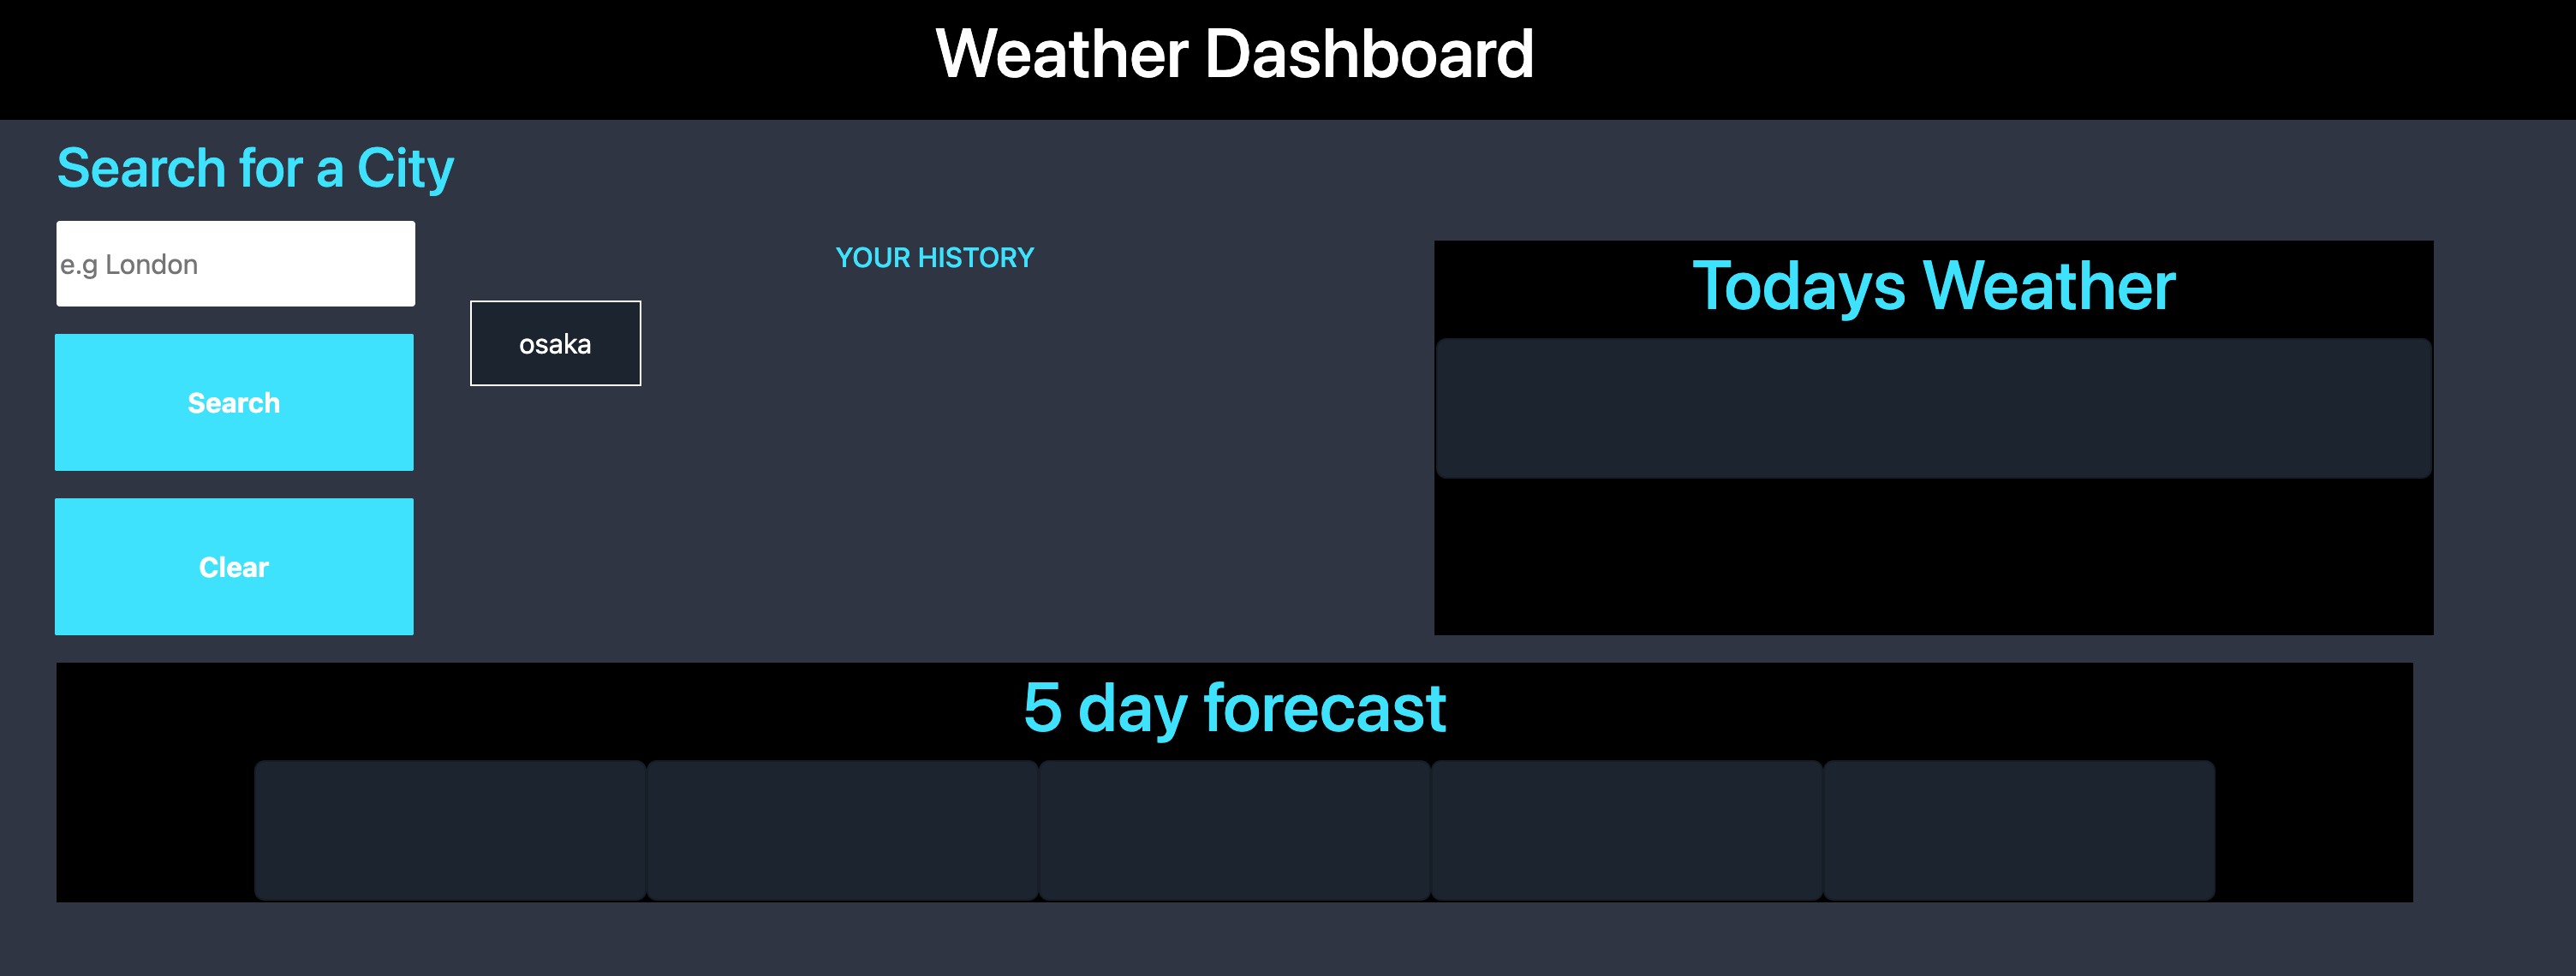 Weather Dashboard
Search for a City
e.g London
Search
Clear
YOUR HISTORY
osaka
Todays Weather
5 day forecast